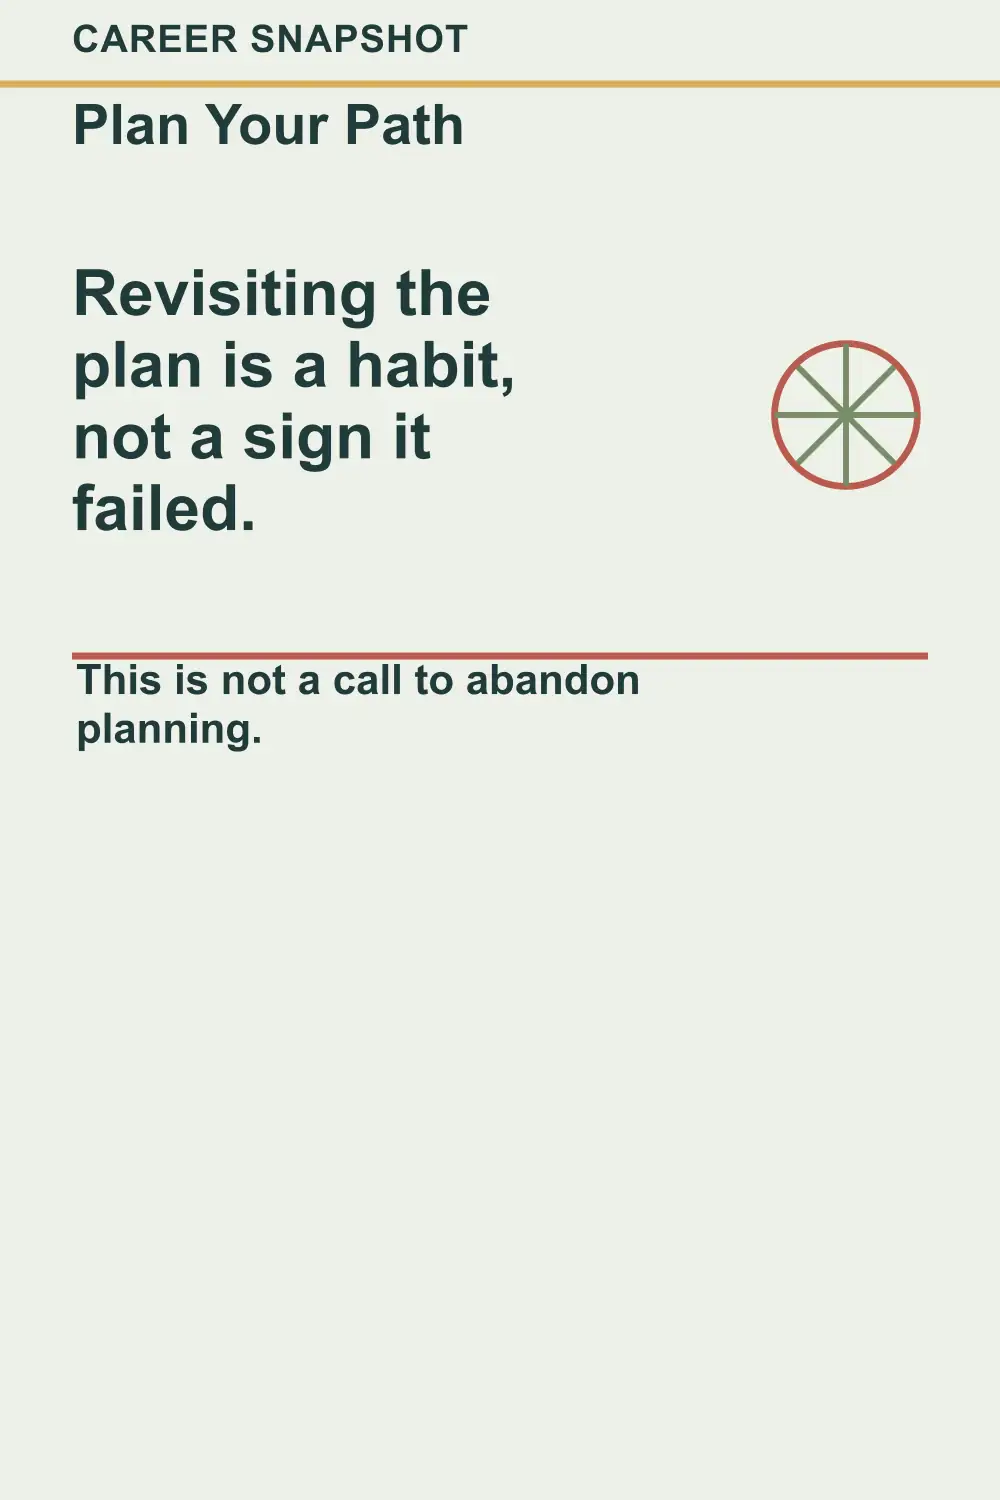 CAREER SNAPSHOT
Plan Your Path
Revisiting the
plan is a habit,
not a sign it
failed.
This is not a call to abandon
planning.